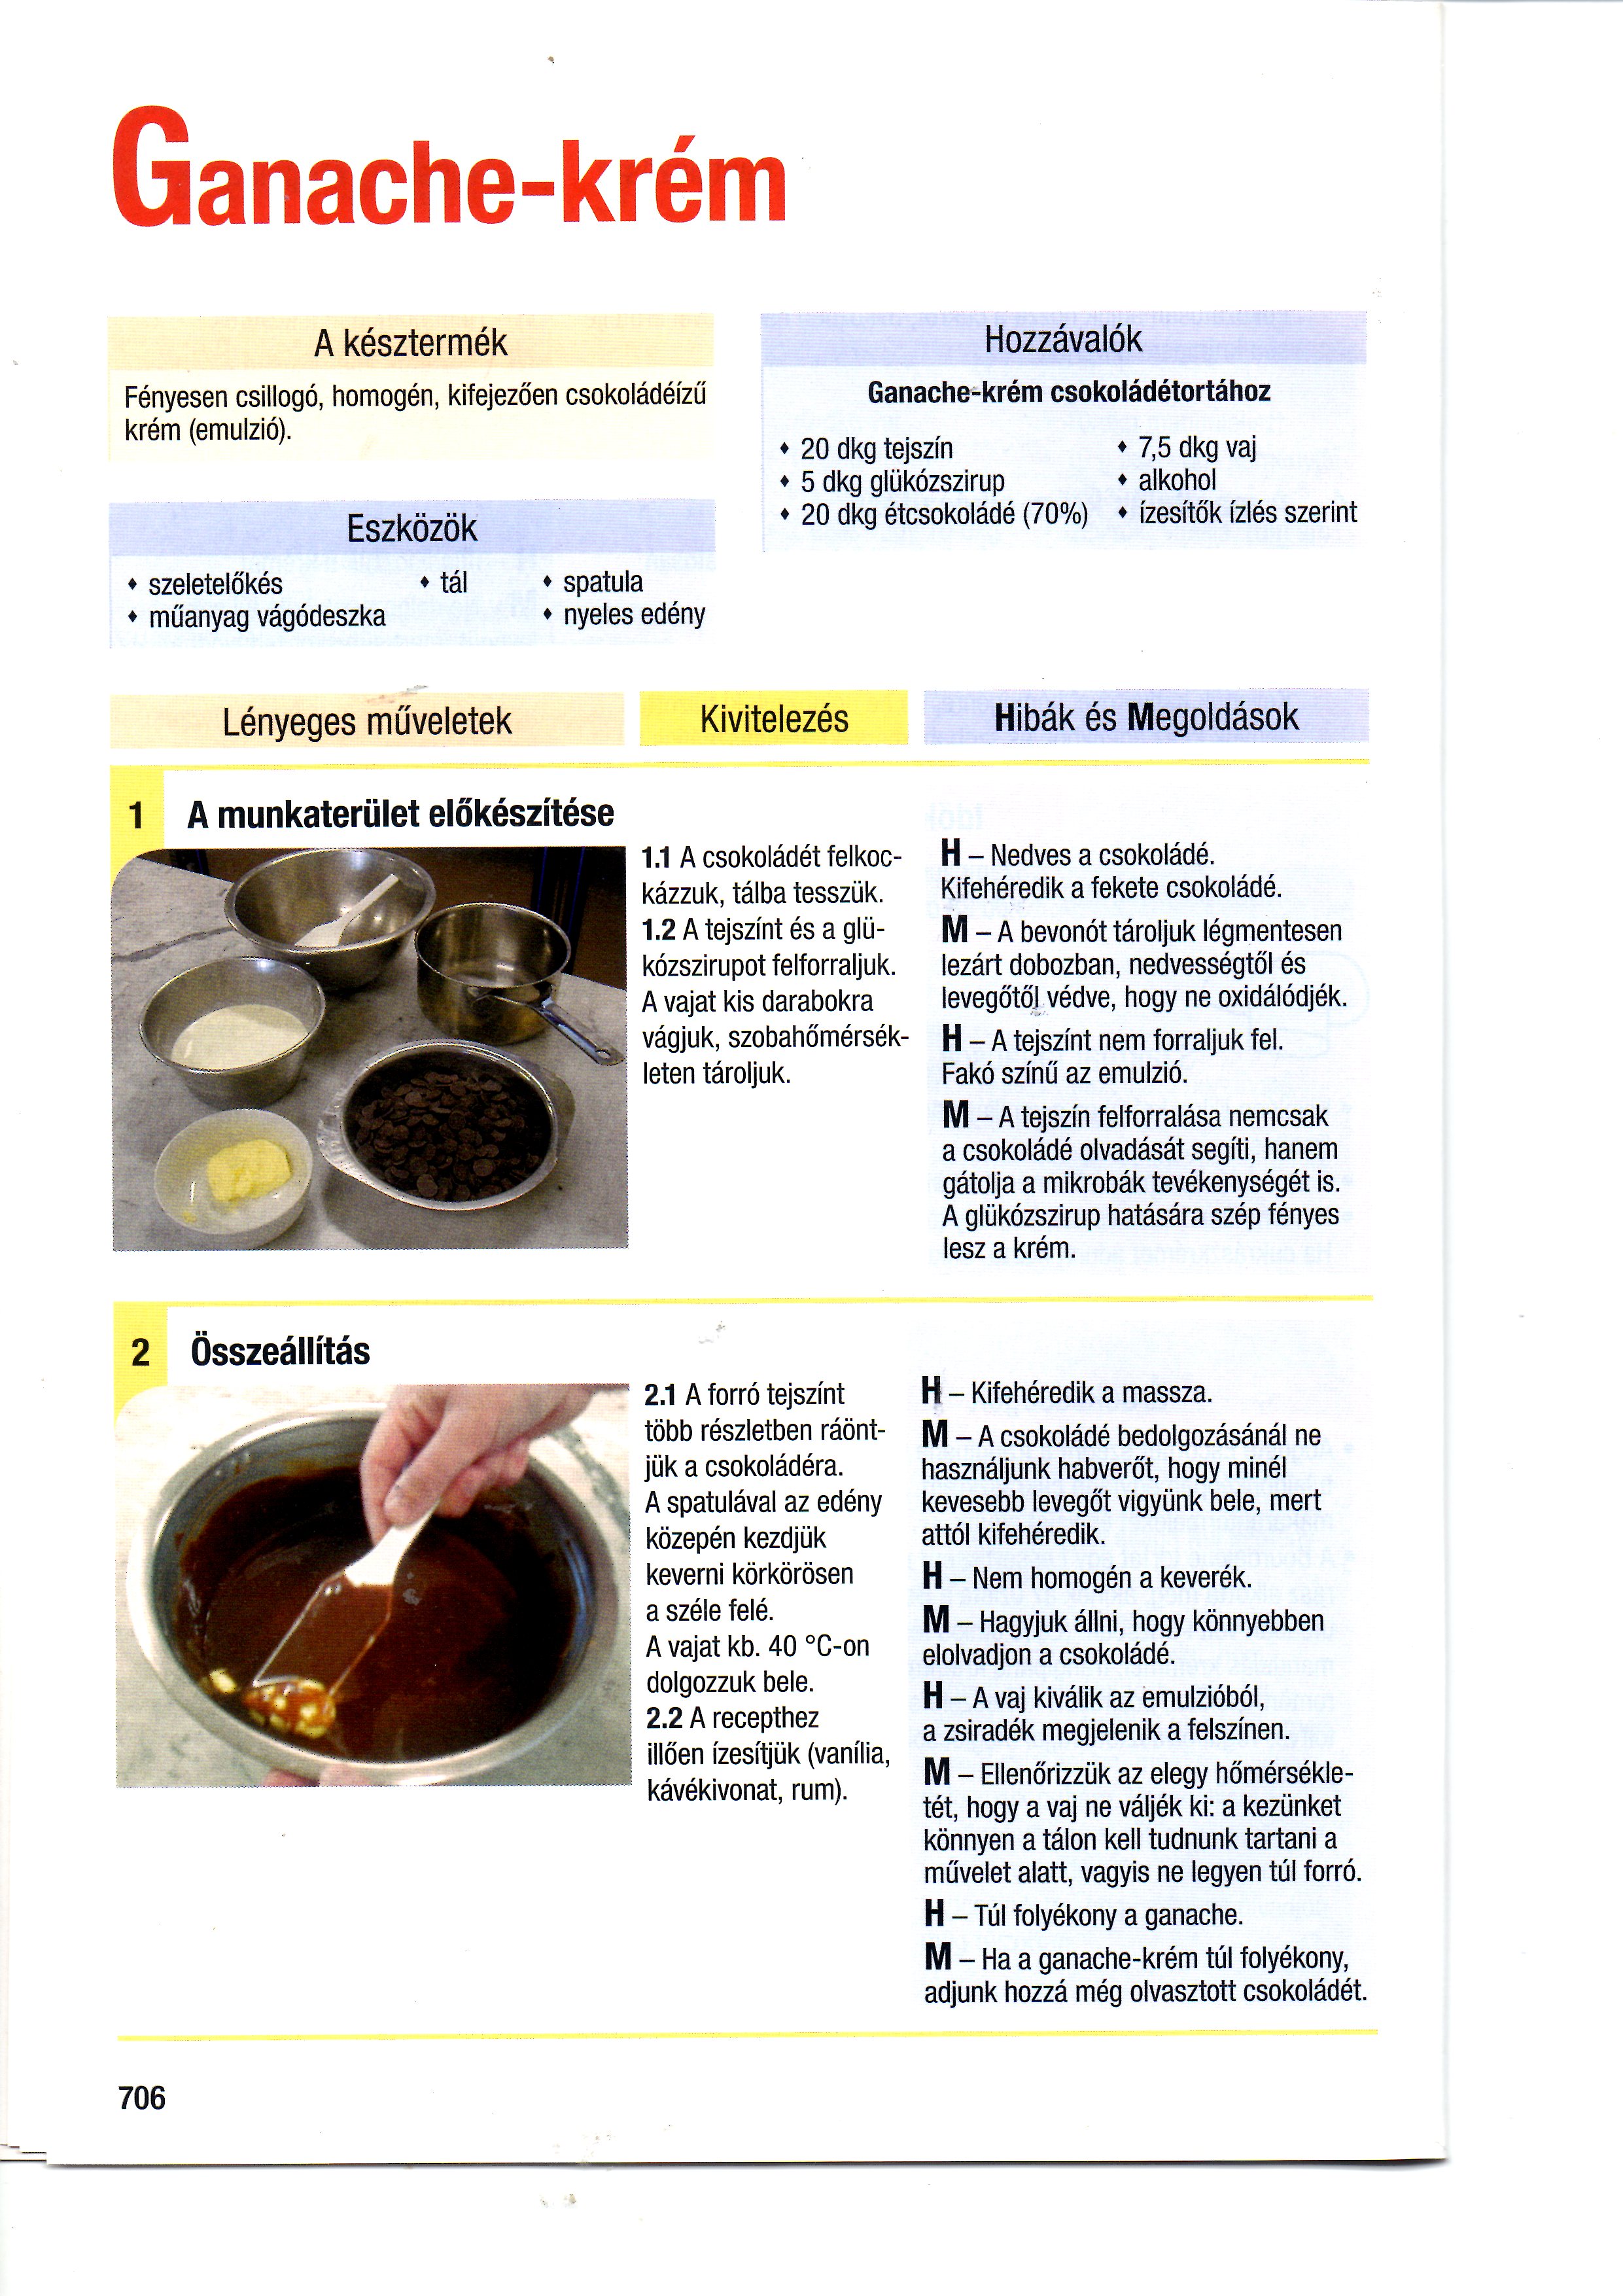 Ganache-krém
A késztermék
Fényesen csillogó, homogén, kifejezően csokoládéízű
krém (emulzió).
Eszközök
♦ szeletelőkés
♦ műanyag vágódeszka
♦ tál
♦ spatula
♦ nyeles edény
Hozzávalók
Ganache-krém csokoládétortához
♦ 20 dkg tejszín
♦ 5 dkg glükózszirup
♦ 20 dkg étcsokoládé (70%)
♦ 7,5 dkg vaj
♦ alkohol
♦ ízesítők ízlés szerint
Lényeges műveletek
Kivitelezés
Hibák és Megoldások
1 A munkaterület előkészítése
1.1 A csokoládét felkoc-
kázzuk, tálba tesszük.
1.2 A tejszínt és a glü-
kózszirupot felforraljuk.
A vajat kis darabokra
vágjuk, szobahőmérsék-
leten tároljuk.
H – Nedves a csokoládé.
Kifehéredik a fekete csokoládé.
M – A bevonót tároljuk légmentesen
lezárt dobozban, nedvességtől és
levegőtől védve, hogy ne oxidálódjék.
H – A tejszínt nem forraljuk fel.
Fakó színű az emulzió.
M – A tejszín felforralása nemcsak
a csokoládé olvadását segíti, hanem
gátolja a mikrobák tevékenységét is.
A glükózszirup hatására szép fényes
lesz a krém.
2 Összeállítás
2.1 A forró tejszínt
több részletben ráönt-
jük a csokoládéra.
A spatulával az edény
közepén kezdjük
keverni körkörösen
a széle felé.
A vajat kb. 40 °C-on
dolgozzuk bele.
2.2 A recepthez
illően ízesítjük (vanília,
kávékivonat, rum).
H – Kifehéredik a massza.
M – A csokoládé bedolgozásánál ne
használjunk habverőt, hogy minél
kevesebb levegőt vigyünk bele, mert
attól kifehéredik.
H – Nem homogén a keverék.
M – Hagyjuk állni, hogy könnyebben
elolvadjon a csokoládé.
H – A vaj kiválik az emulzióból,
a zsiradék megjelenik a felszínen.
M – Ellenőrizzük az elegy hőmérsékle-
tét, hogy a vaj ne váljék ki: a kezünket
könnyen a tálon kell tudnunk tartani a
művelet alatt, vagyis ne legyen túl forró.
H – Túl folyékony a ganache.
M – Ha a ganache-krém túl folyékony,
adjunk hozzá még olvasztott csokoládét.
706